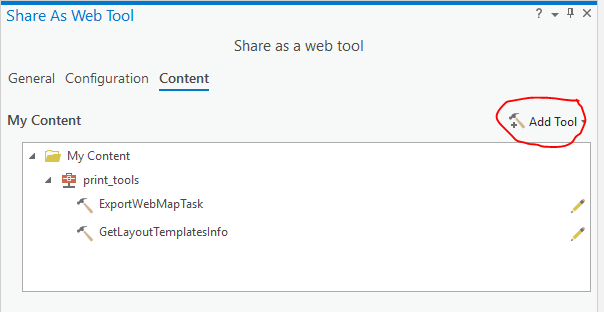 Share As Web Tool
Share as a web tool
General Configuration Content
My Content Add Tool
My Content
print_tools
ExportWebMapTask
GetLayoutTemplatesInfo